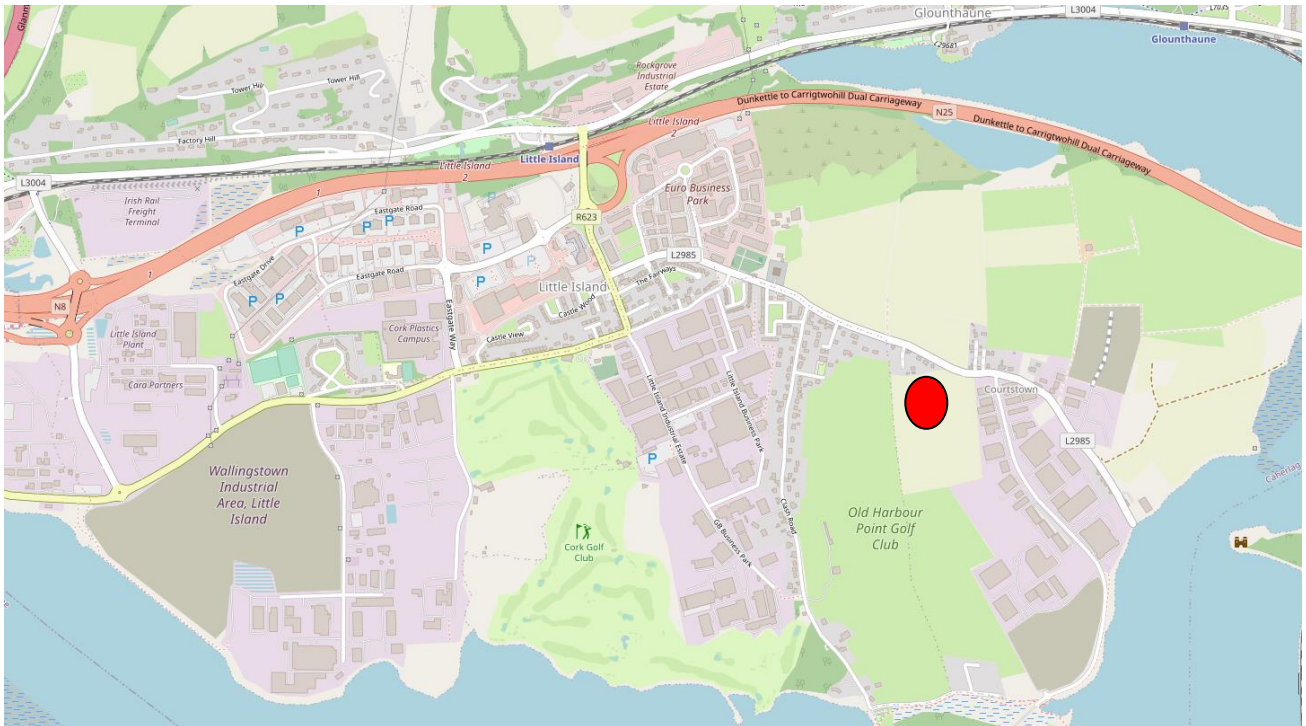 Glounthaune
L3004
Glounthaune
C29681
Rockgrove
Industrial
Estate
Tower Hill
Tower Hill
Dunkettle to Carrigtwohill Dual Carriageway
N25
Dunkettle to Carrigtwohill Dual Carriageway
Factory Hill
Little Island
2
Little Island
Little Island
2
L3004
1
Irish Rail
Freight
Terminal
Euro Business
Park
Eastgate Road
P
P
P
P
P
R623
L2985
1
Eastgate Drive
Eastgate Road
P
P
P
Little Island
The Fairways
Castle Wood
N8
Little Island
Plant
Cork Plastics
Campus
Eastgate Way
Castle View
Cara Partners
Little Island Industrial Estate
Little Island Business Park
Courtstown
L2985
Wallingstown
Industrial
Area, Little
Island
P
Clash Road
Old Harbour
Point Golf
Club
GB Business Park
Cork Golf
Club